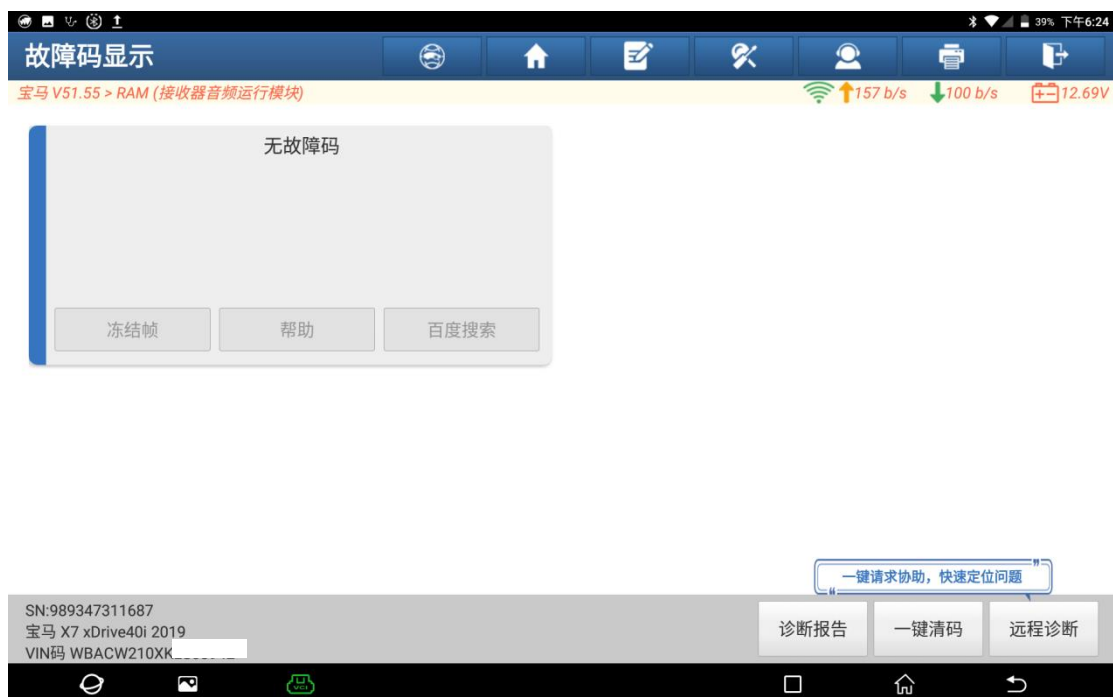 39% 下午6:24
故障码显示
宝马 V51.55 > RAM (接收器音频运行模块)
157 b/s 100 b/s 12.69V
无故障码
冻结帧 帮助 百度搜索
一键请求协助，快速定位问题
SN:989347311687
宝马 X7 xDrive40i 2019
VIN码 WBACW210XK
诊断报告 一键清码 远程诊断
VCI